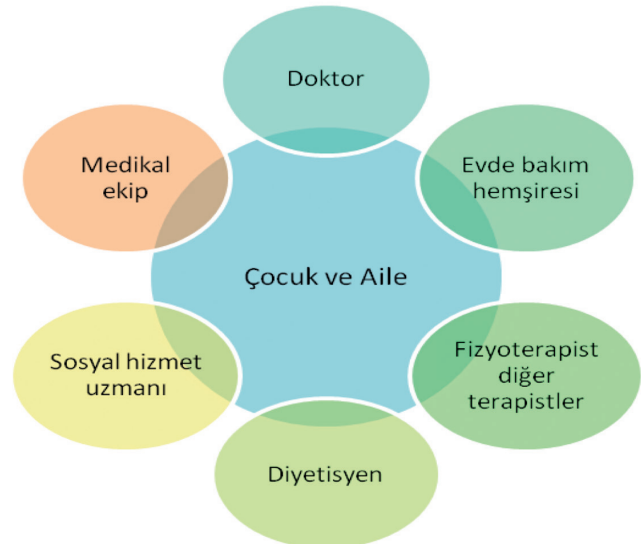 Doktor
Evde bakım
hemşiresi
Fizyoterapist
diğer
terapistler
Diyetisyen
Sosyal hizmet
uzmanı
Medikal
ekip
Çocuk ve Aile